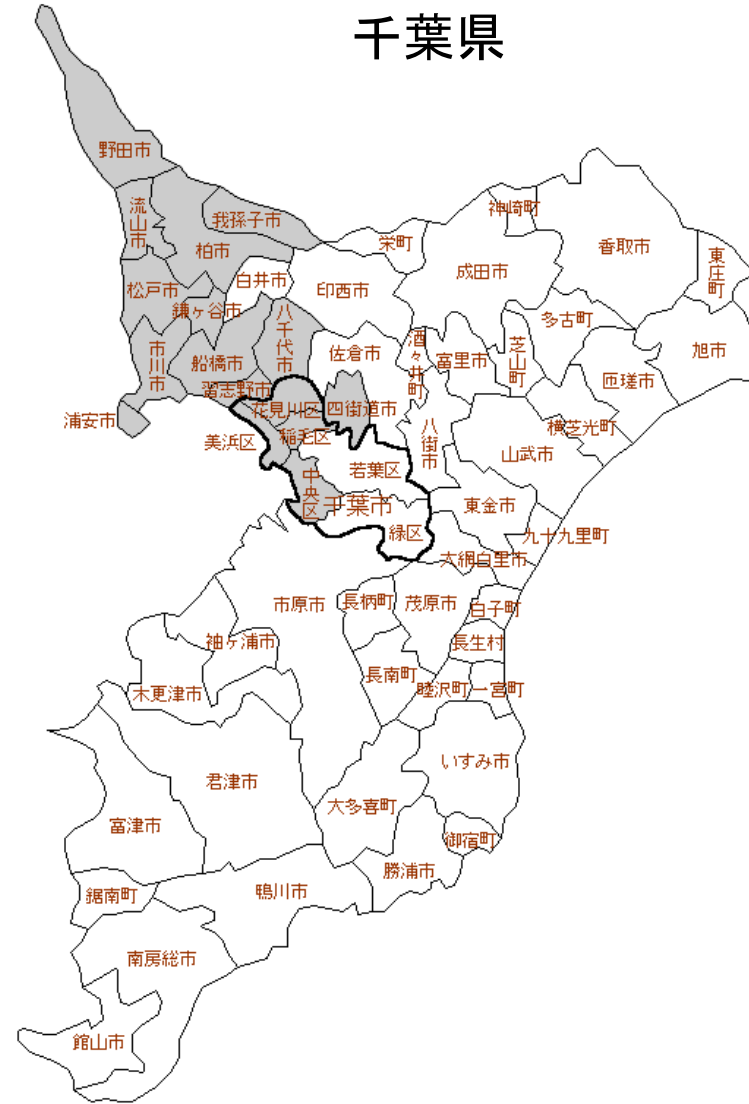 千葉県
野田市
流山市
我孫子市
柏市
松戸市
鎌ヶ谷市
白井市
印西市
栄町
成田市
神崎町
香取市
東庄町
多古町
旭市
市川市
船橋市
八千代市
佐倉市
酒々井町
富里市
芝山町
匝瑳市
習志野市
浦安市
花見川区
四街道市
美浜区
稲毛区
八街市
横芝光町
山武市
若葉区
中央区
千葉市
緑区
東金市
九十九里町
大網白里市
市原市
長柄町
茂原市
白子町
袖ヶ浦市
長生村
長南町
睦沢町
一宮町
木更津市
君津市
いすみ市
富津市
大多喜町
御宿町
勝浦市
鋸南町
鴨川市
南房総市
館山市